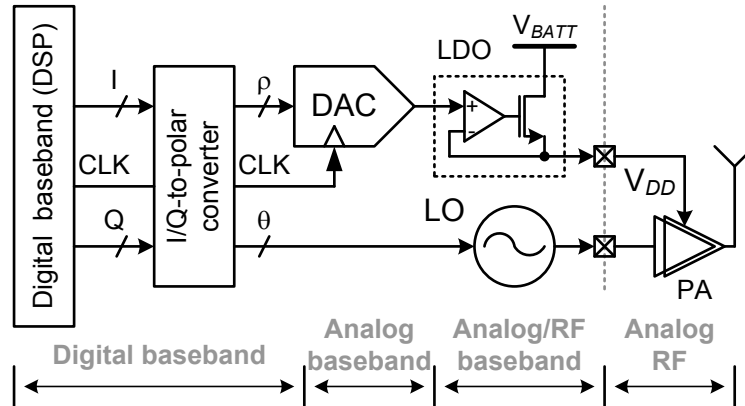 Digital baseband (DSP)
I
CLK
Q
I/Q-to-polar
converter
ρ
CLK
θ
DAC
LDO
V_BATT
+
-
LO
V_DD
PA
Digital baseband
Analog
baseband
Analog/RF
baseband
Analog
RF